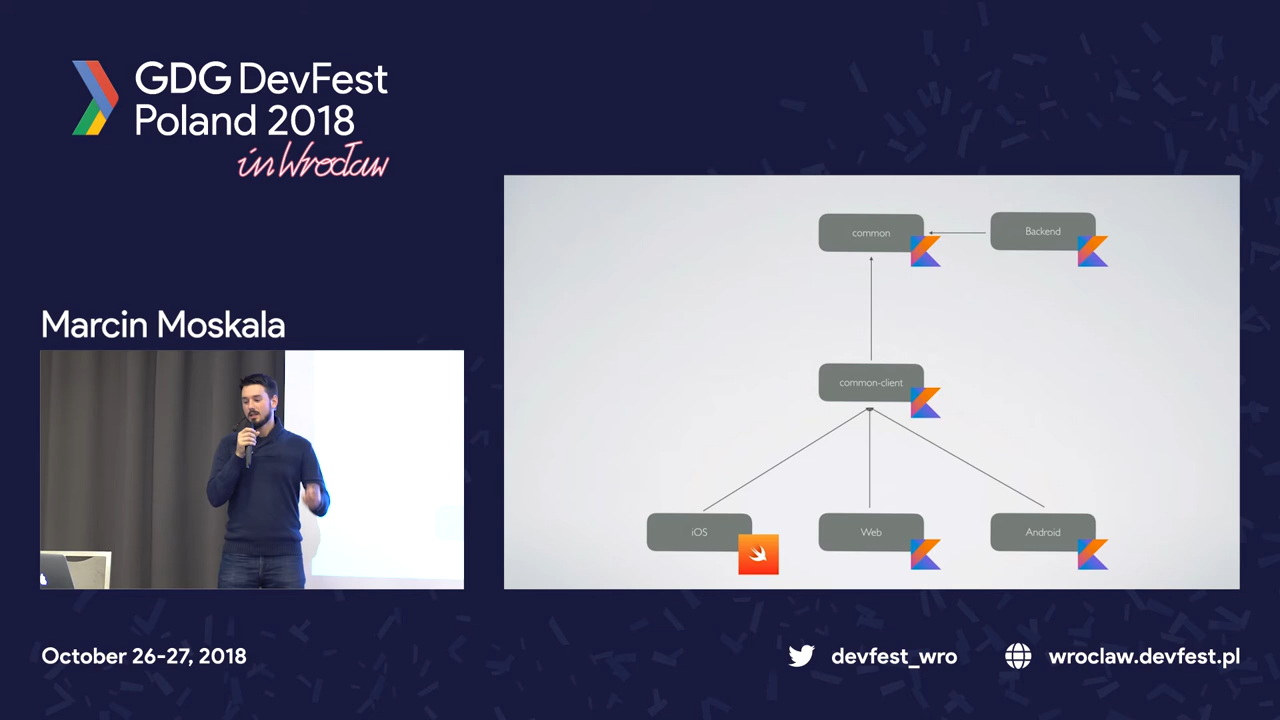 GDG DevFest
Poland 2018
in Wrocław
Marcin Moskala
common
Backend
common-client
iOS
Web
Android
October 26-27, 2018
devfest_wro
wroclaw.devfest.pl